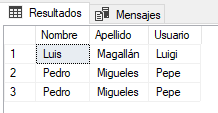 Resultados Mensajes
Nombre Apellido Usuario
1 Luis Magallán Luigi
2 Pedro Migueles Pepe
3 Pedro Migueles Pepe